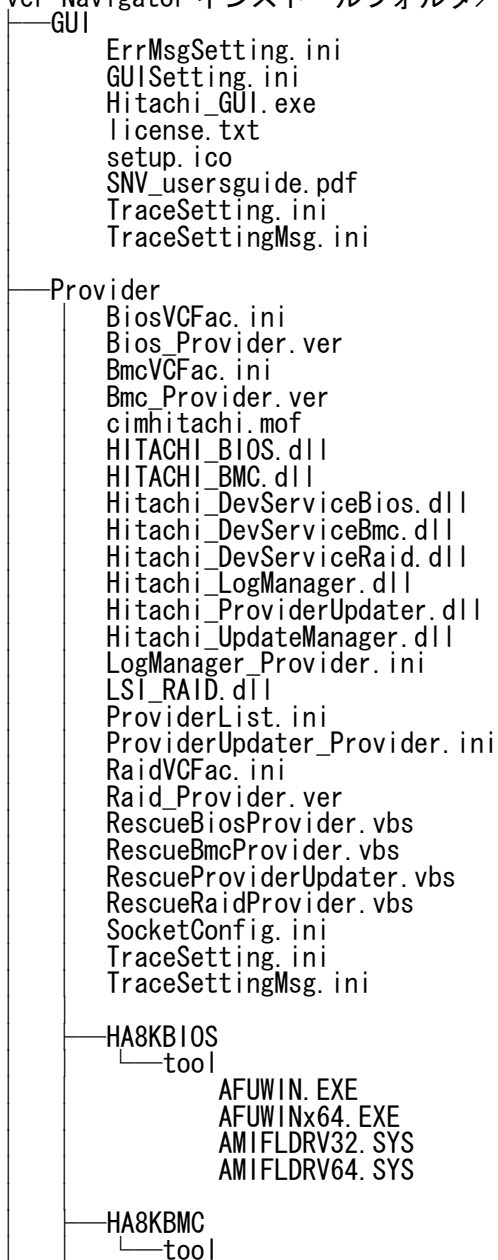 ver Navigator インストールフォルダ/
GUI
ErrMsgSetting.ini
GUISetting.ini
Hitachi_GUI.exe
license.txt
setup.ico
SNV_usersguide.pdf
TraceSetting.ini
TraceSettingMsg.ini
Provider
BiosVCFac.ini
Bios_Provider.ver
BmcVCFac.ini
Bmc_Provider.ver
cimhitachi.mof
HITACHI_BIOS.dll
HITACHI_BMC.dll
Hitachi_DevServiceBios.dll
Hitachi_DevServiceBmc.dll
Hitachi_DevServiceRaid.dll
Hitachi_LogManager.dll
Hitachi_ProviderUpdater.dll
Hitachi_UpdateManager.dll
LogManager_Provider.ini
LSI_RAID.dll
ProviderList.ini
ProviderUpdater_Provider.ini
RaidVCFac.ini
Raid_Provider.ver
RescueBiosProvider.vbs
RescueBmcProvider.vbs
RescueProviderUpdater.vbs
RescueRaidProvider.vbs
SocketConfig.ini
TraceSetting.ini
TraceSettingMsg.ini
HA8KBIOS
tool
AFUWIN.EXE
AFUWINx64.EXE
AMIFLDRV32.SYS
AMIFLDRV64.SYS
HA8KBMC
tool